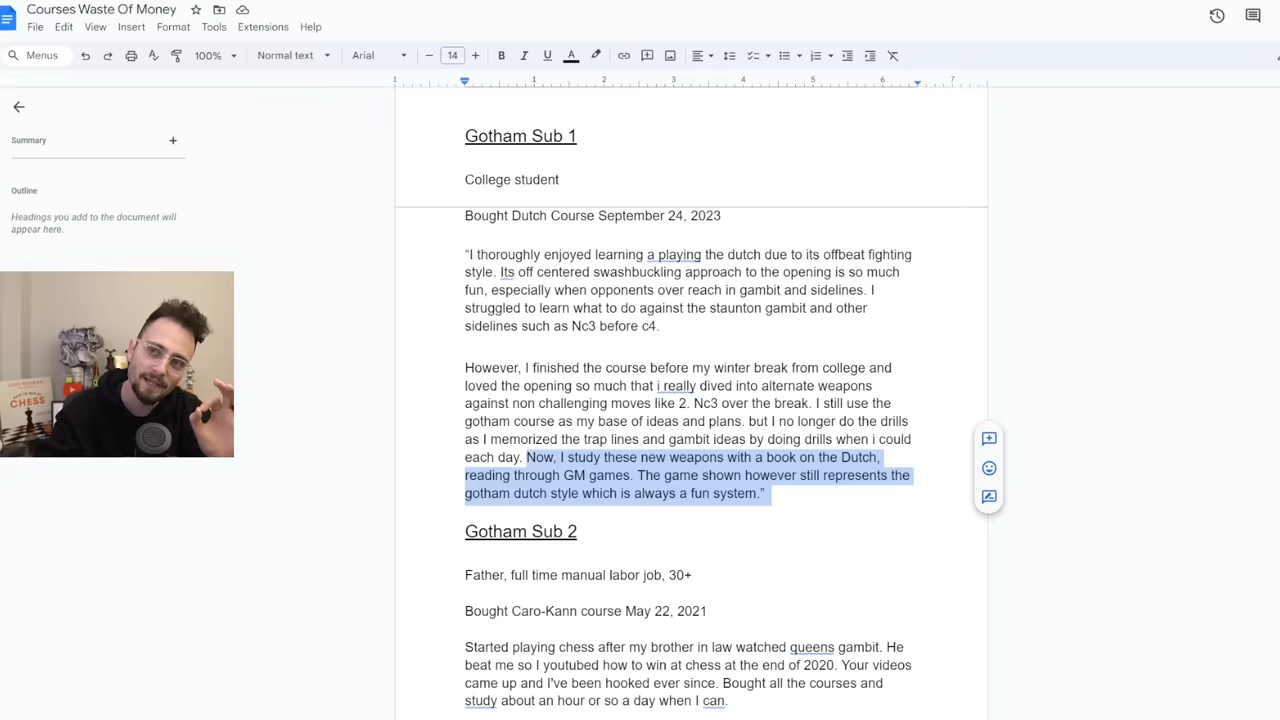 Courses Waste Of Money
File Edit View Insert Format Tools Extensions Help
Menus 100% Normal text Arial 14 B I U A
1 1 2 3 4 5 6 7
Summary
Outline
Headings you add to the document will
appear here.
Gotham Sub 1
College student
Bought Dutch Course September 24, 2023
“I thoroughly enjoyed learning a playing the dutch due to its offbeat fighting
style. Its off centered swashbuckling approach to the opening is so much
fun, especially when opponents over reach in gambit and sidelines. I
struggled to learn what to do against the staunton gambit and other
sidelines such as Nc3 before c4.
However, I finished the course before my winter break from college and
loved the opening so much that i really dived into alternate weapons
against non challenging moves like 2. Nc3 over the break. I still use the
gotham course as my base of ideas and plans. but I no longer do the drills
as I memorized the trap lines and gambit ideas by doing drills when i could
each day. Now, I study these new weapons with a book on the Dutch,
reading through GM games. The game shown however still represents the
gotham dutch style which is always a fun system.”
Gotham Sub 2
Father, full time manual labor job, 30+
Bought Caro-Kann course May 22, 2021
Started playing chess after my brother in law watched queens gambit. He
beat me so I youtubed how to win at chess at the end of 2020. Your videos
came up and I've been hooked ever since. Bought all the courses and
study about an hour or so a day when I can.
CHESS